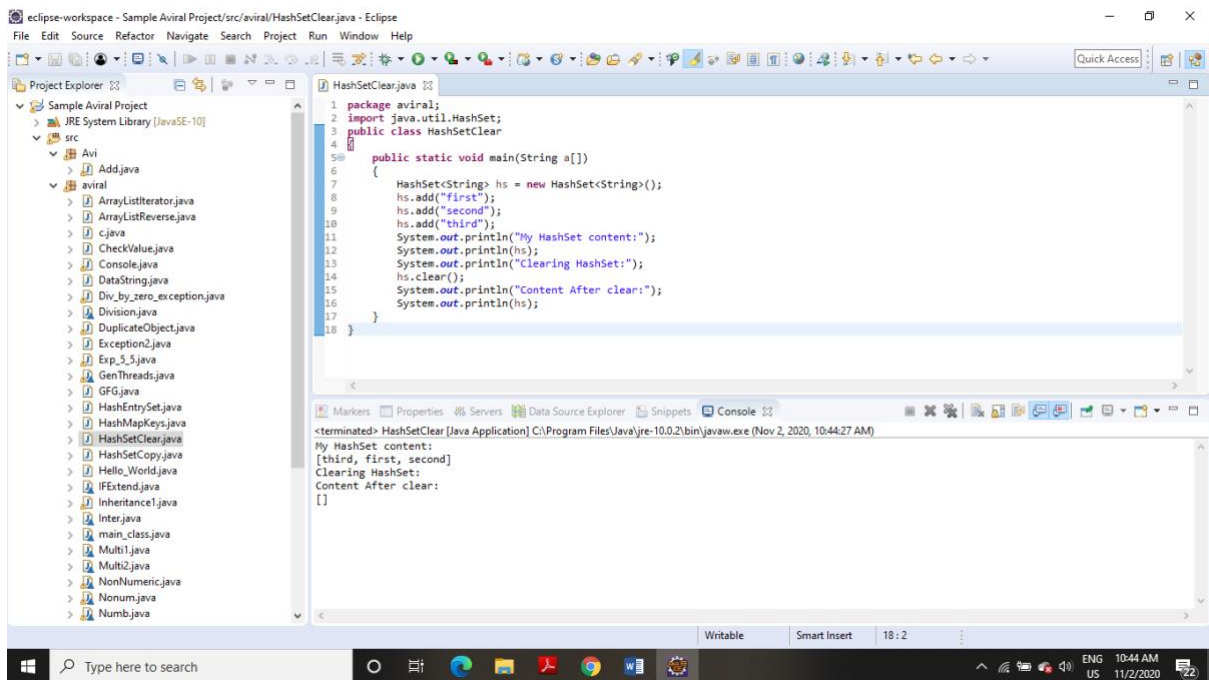 eclipse-workspace - Sample Aviral Project/src/aviral/HashSetClear.java - Eclipse
File Edit Source Refactor Navigate Search Project Run Window Help
Quick Access
Project Explorer
Sample Aviral Project
JRE System Library [JavaSE-10]
src
Avi
Add.java
aviral
ArrayListIterator.java
ArrayListReverse.java
c.java
CheckValue.java
Console.java
DataString.java
Div_by_zero_exception.java
Division.java
DuplicateObject.java
Exception2.java
Exp_5_5.java
GenThreads.java
GFG.java
HashEntrySet.java
HashMapKeys.java
HashSetClear.java
HashSetCopy.java
Hello_World.java
IFExtend.java
Inheritance1.java
Inter.java
main_class.java
Multi1.java
Multi2.java
NonNumeric.java
Nonum.java
Numb.java
HashSetClear.java
1 package aviral;
2 import java.util.HashSet;
3 public class HashSetClear
4 {
5 public static void main(String a[])
6 {
7 HashSet<String> hs = new HashSet<String>();
8 hs.add("first");
9 hs.add("second");
10 hs.add("third");
11 System.out.println("My HashSet content:");
12 System.out.println(hs);
13 System.out.println("Clearing HashSet:");
14 hs.clear();
15 System.out.println("Content After clear:");
16 System.out.println(hs);
17 }
18 }
Markers Properties Servers Data Source Explorer Snippets Console
<terminated> HashSetClear [Java Application] C:\Program Files\Java\jre-10.0.2\bin\javaw.exe (Nov 2, 2020, 10:44:27 AM)
My HashSet content:
[third, first, second]
Clearing HashSet:
Content After clear:
[]
Writable Smart Insert 18 : 2
Type here to search
ENG 10:44 AM
US 11/2/2020
22